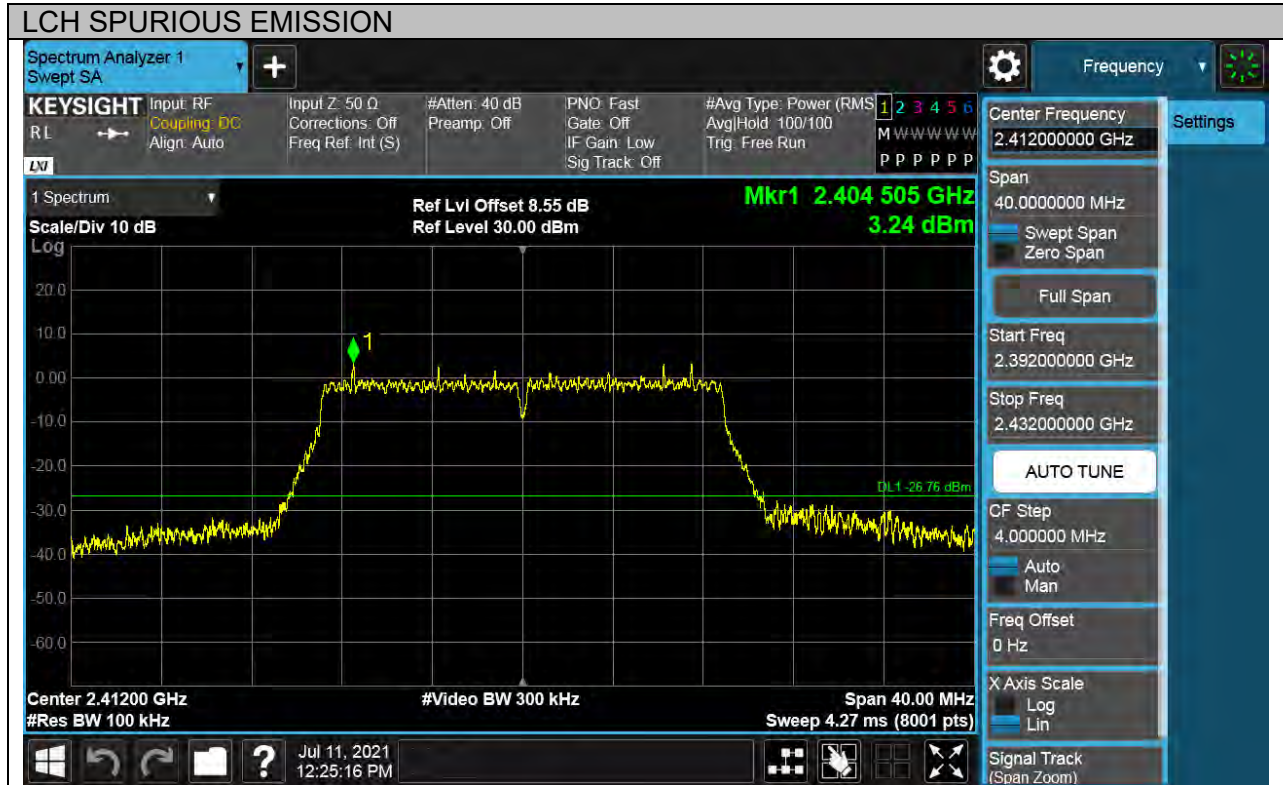 LCH SPURIOUS EMISSION
Spectrum Analyzer 1
Swept SA
+
Frequency
KEYSIGHT
RL
LXI
Input: RF
Coupling: DC
Align: Auto
Input Z: 50 Ω
Corrections: Off
Freq Ref: Int (S)
#Atten: 40 dB
Preamp: Off
PNO: Fast
Gate: Off
IF Gain: Low
Sig Track: Off
#Avg Type: Power (RMS
Avg|Hold: 100/100
Trig: Free Run
1 2 3 4 5 6
M W W W W W
P P P P P P
1 Spectrum
Scale/Div 10 dB
Ref Lvl Offset 8.55 dB
Ref Level 30.00 dBm
Mkr1 2.404 505 GHz
3.24 dBm
Log
20.0
10.0
0.00
-10.0
-20.0
-30.0
-40.0
-50.0
-60.0
1
DL1 -26.76 dBm
Center 2.41200 GHz
#Res BW 100 kHz
#Video BW 300 kHz
Span 40.00 MHz
Sweep 4.27 ms (8001 pts)
Center Frequency
2.412000000 GHz
Settings
Span
40.0000000 MHz
Swept Span
Zero Span
Full Span
Start Freq
2.392000000 GHz
Stop Freq
2.432000000 GHz
AUTO TUNE
CF Step
4.000000 MHz
Auto
Man
Freq Offset
0 Hz
X Axis Scale
Log
Lin
Signal Track
(Span Zoom)
?
Jul 11, 2021
12:25:16 PM